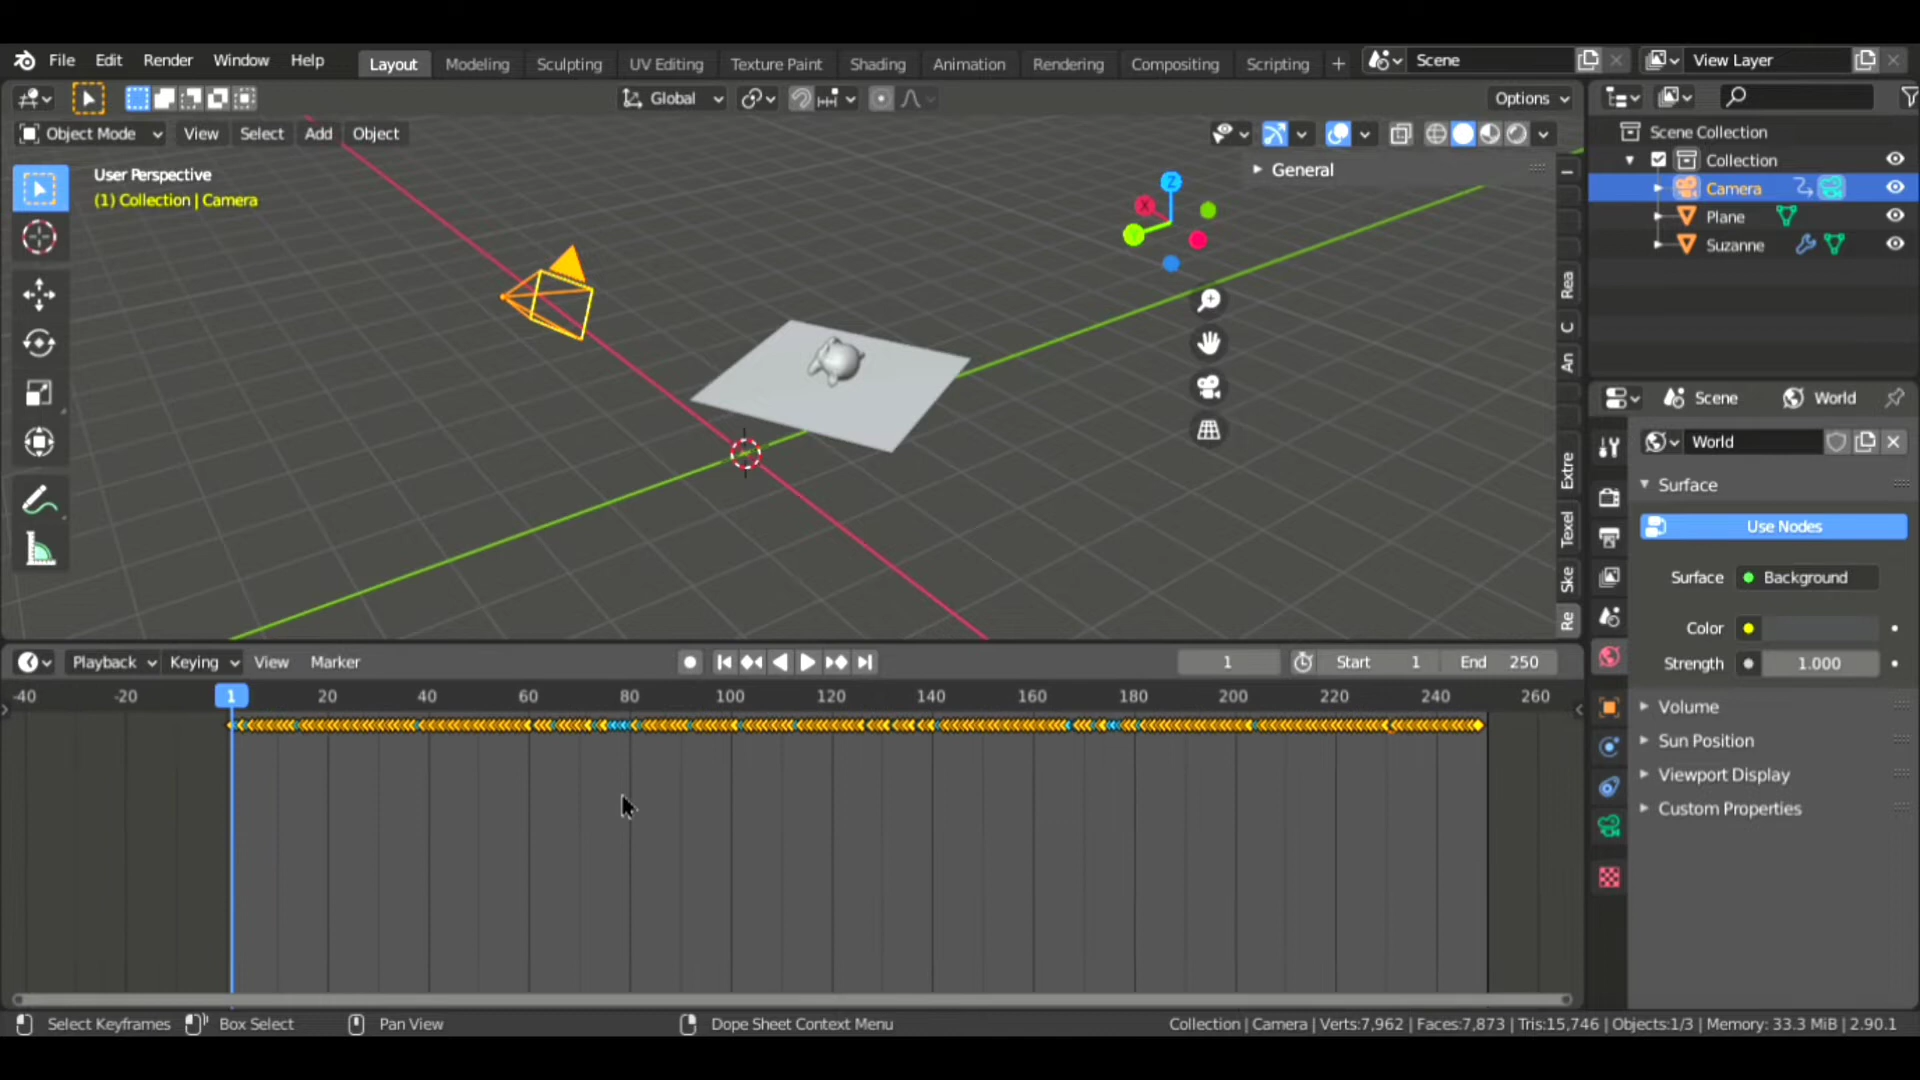 File Edit Render Window Help Layout Modeling Sculpting UV Editing Texture Paint Shading Animation Rendering Compositing Scripting + Scene View Layer
Global Options
Object Mode View Select Add Object
User Perspective
(1) Collection | Camera
General
Z
X
Rea
C
An
Extre
Texel
Ske
Re
Scene Collection
Collection
Camera
Plane
Suzanne
Scene World
World
Surface
Use Nodes
Surface Background
Color
Strength 1.000
Volume
Sun Position
Viewport Display
Custom Properties
Playback Keying View Marker 1 Start 1 End 250
-40 -20 1 20 40 60 80 100 120 140 160 180 200 220 240 260
Select Keyframes Box Select Pan View Dope Sheet Context Menu Collection | Camera | Verts:7,962 | Faces:7,873 | Tris:15,746 | Objects:1/3 | Memory: 33.3 MiB | 2.90.1